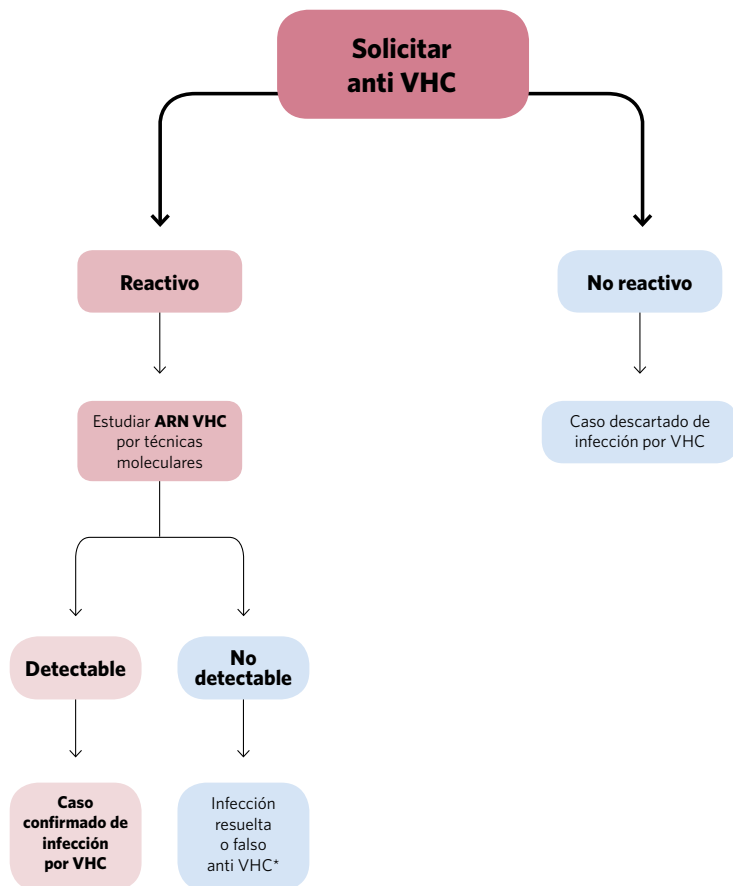 Solicitar
anti VHC
Reactivo
No reactivo
Estudiar ARN VHC
por técnicas
moleculares
Caso descartado de
infección por VHC
Detectable
No
detectable
Caso
confirmado de
infección
por VHC
Infección
resuelta
o falso
anti VHC*